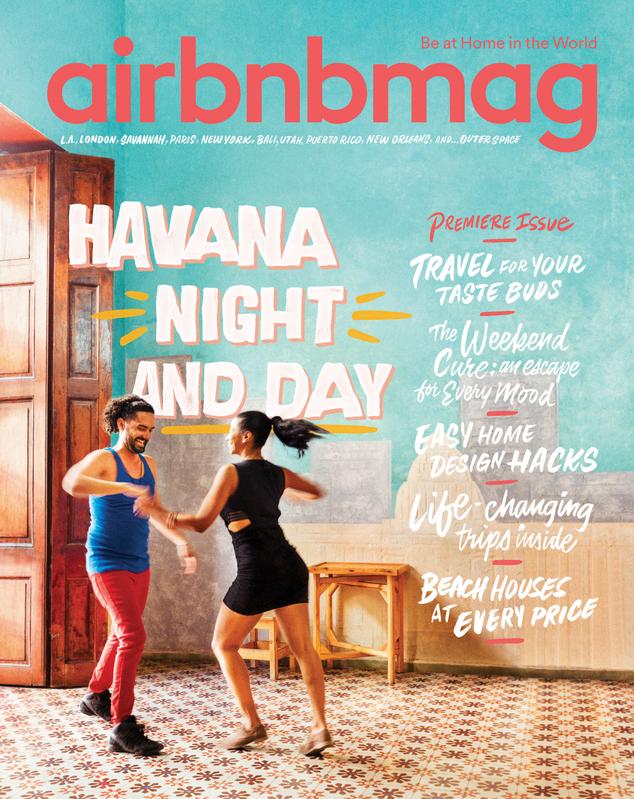 Be at Home in the World
airbnbmag
L.A., LONDON, SAVANNAH, PARIS, NEW YORK, BALI, UTAH, PUERTO RICO, NEW ORLEANS, AND...OUTER SPACE
HAVANA
NIGHT
AND DAY
PREMIERE ISSUE
TRAVEL FOR YOUR
TASTE BUDS
The Weekend
Cure: an escape
for Every Mood
EASY HOME
DESIGN HACKS
Life-changing
trips inside
BEACH HOUSES
AT EVERY PRICE